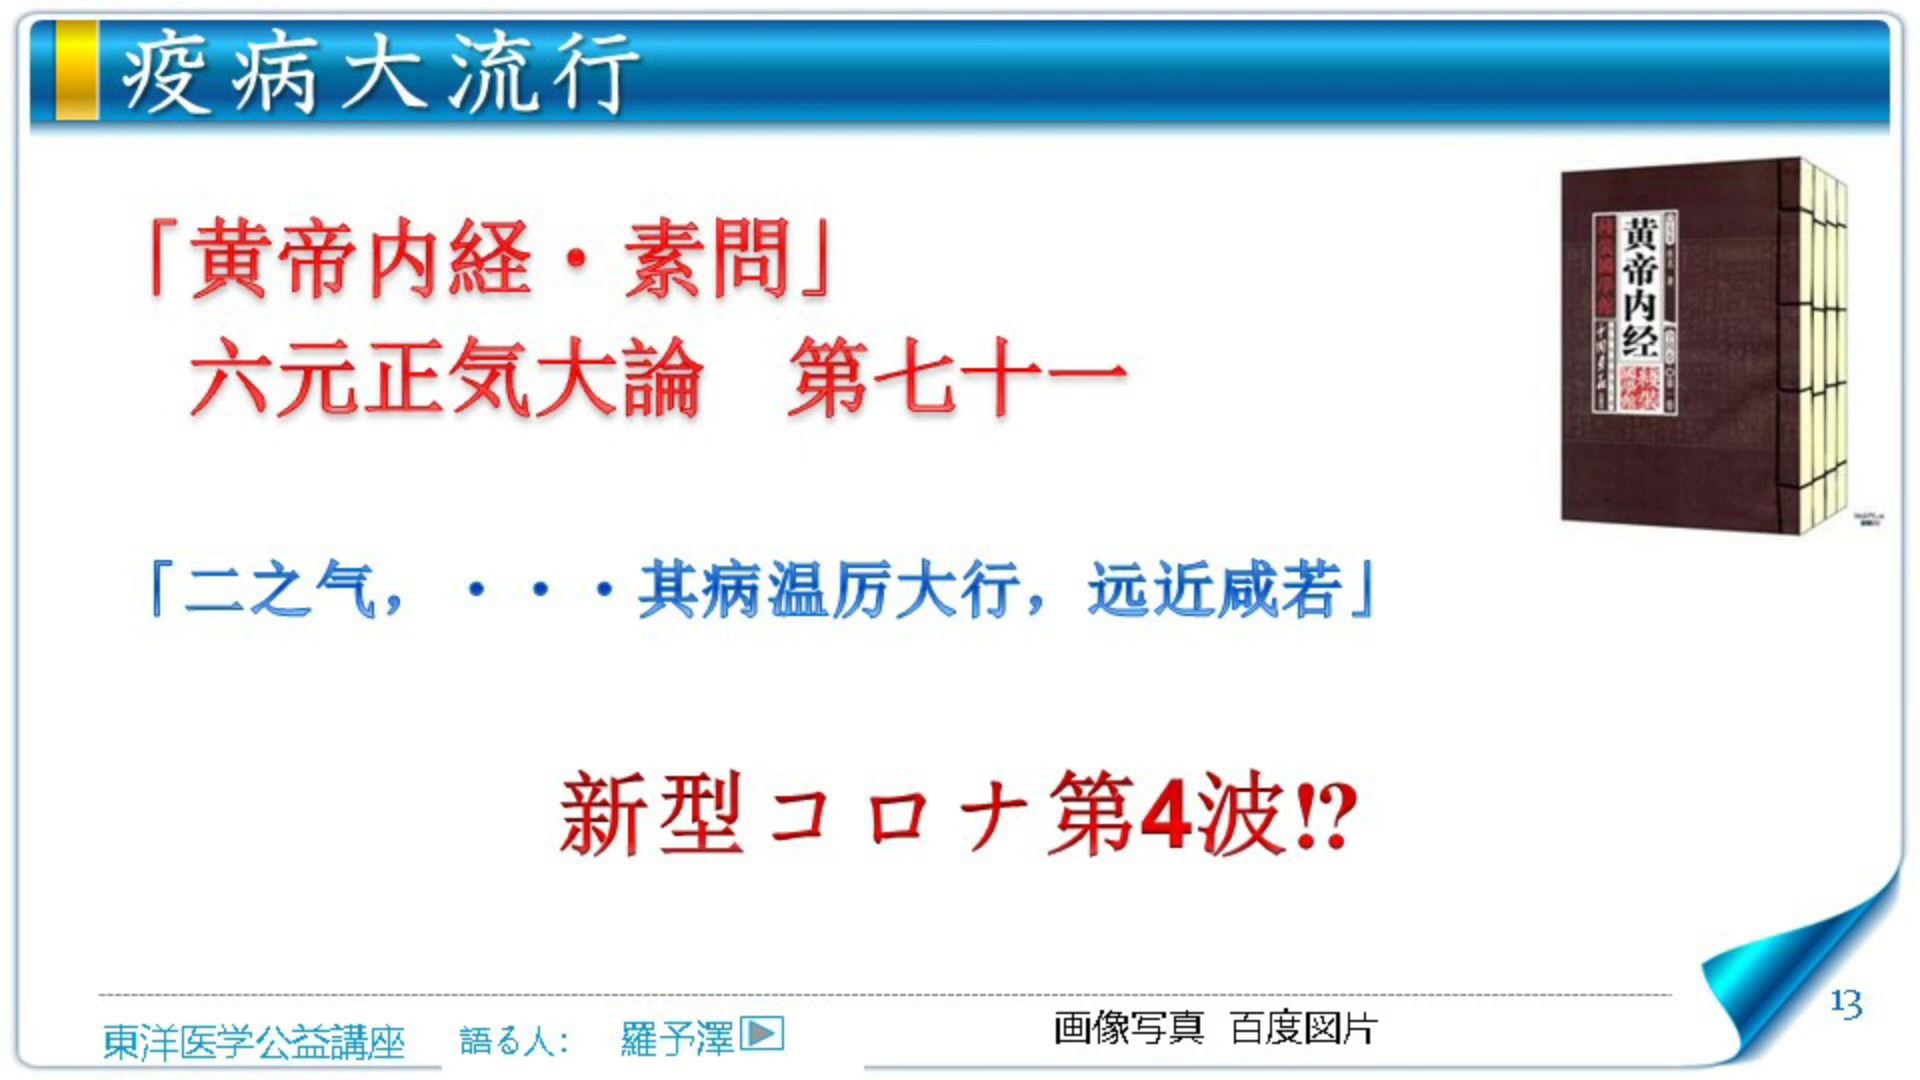 疫病大流行
「黄帝内経・素問」
六元正気大論　第七十一
黄帝内经
「二之气，・・・其病温厉大行，远近咸若」
新型コロナ第4波⁉
東洋医学公益講座　語る人：　羅予澤
画像写真　百度図片
13